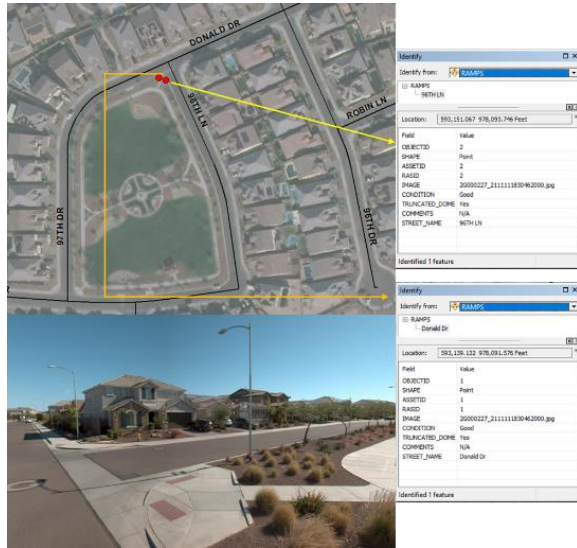 DONALD DR
96TH LN
ROBIN LN
97TH DR
96TH DR
Identify
Identify from: RAMPS
RAMPS
96TH LN
Location: 593,151.067 978,093.746 Feet
Field Value
OBJECTID 2
SHAPE Point
ASSETID 2
RASID 2
IMAGE 2G000227_2111111830462000.jpg
CONDITION Good
TRUNCATED_DOME Yes
COMMENTS N/A
STREET_NAME 96TH LN
Identified 1 feature
Identify
Identify from: RAMPS
RAMPS
Donald Dr
Location: 593,139.132 978,091.576 Feet
Field Value
OBJECTID 1
SHAPE Point
ASSETID 1
RASID 1
IMAGE 2G000227_2111111830462000.jpg
CONDITION Good
TRUNCATED_DOME Yes
COMMENTS N/A
STREET_NAME Donald Dr
Identified 1 feature